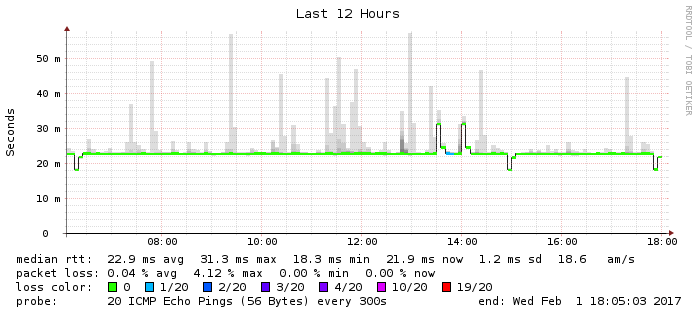 Last 12 Hours
RRDTOOL / TOBI OETIKER
Seconds
50 m
40 m
30 m
20 m
10 m
0
08:00 10:00 12:00 14:00 16:00 18:00
median rtt: 22.9 ms avg 31.3 ms max 18.3 ms min 21.9 ms now 1.2 ms sd 18.6 am/s
packet loss: 0.04 % avg 4.12 % max 0.00 % min 0.00 % now
loss color: 0 1/20 2/20 3/20 4/20 10/20 19/20
probe: 20 ICMP Echo Pings (56 Bytes) every 300s end: Wed Feb 1 18:05:03 2017